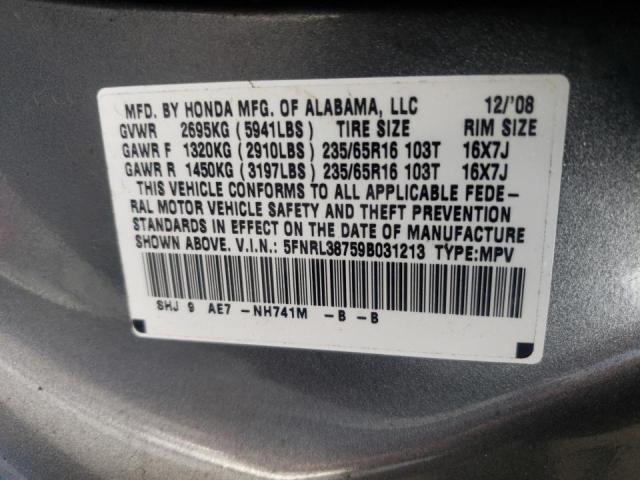 MFD. BY HONDA MFG. OF ALABAMA, LLC 12/'08
GVWR 2695KG (5941LBS) TIRE SIZE RIM SIZE
GAWR F 1320KG (2910LBS) 235/65R16 103T 16X7J
GAWR R 1450KG (3197LBS) 235/65R16 103T 16X7J
THIS VEHICLE CONFORMS TO ALL APPLICABLE FEDE-
RAL MOTOR VEHICLE SAFETY AND THEFT PREVENTION
STANDARDS IN EFFECT ON THE DATE OF MANUFACTURE
SHOWN ABOVE. V.I.N.: 5FNRL38759B031213 TYPE:MPV
SHJ 9 AE7 -NH741M -B -B